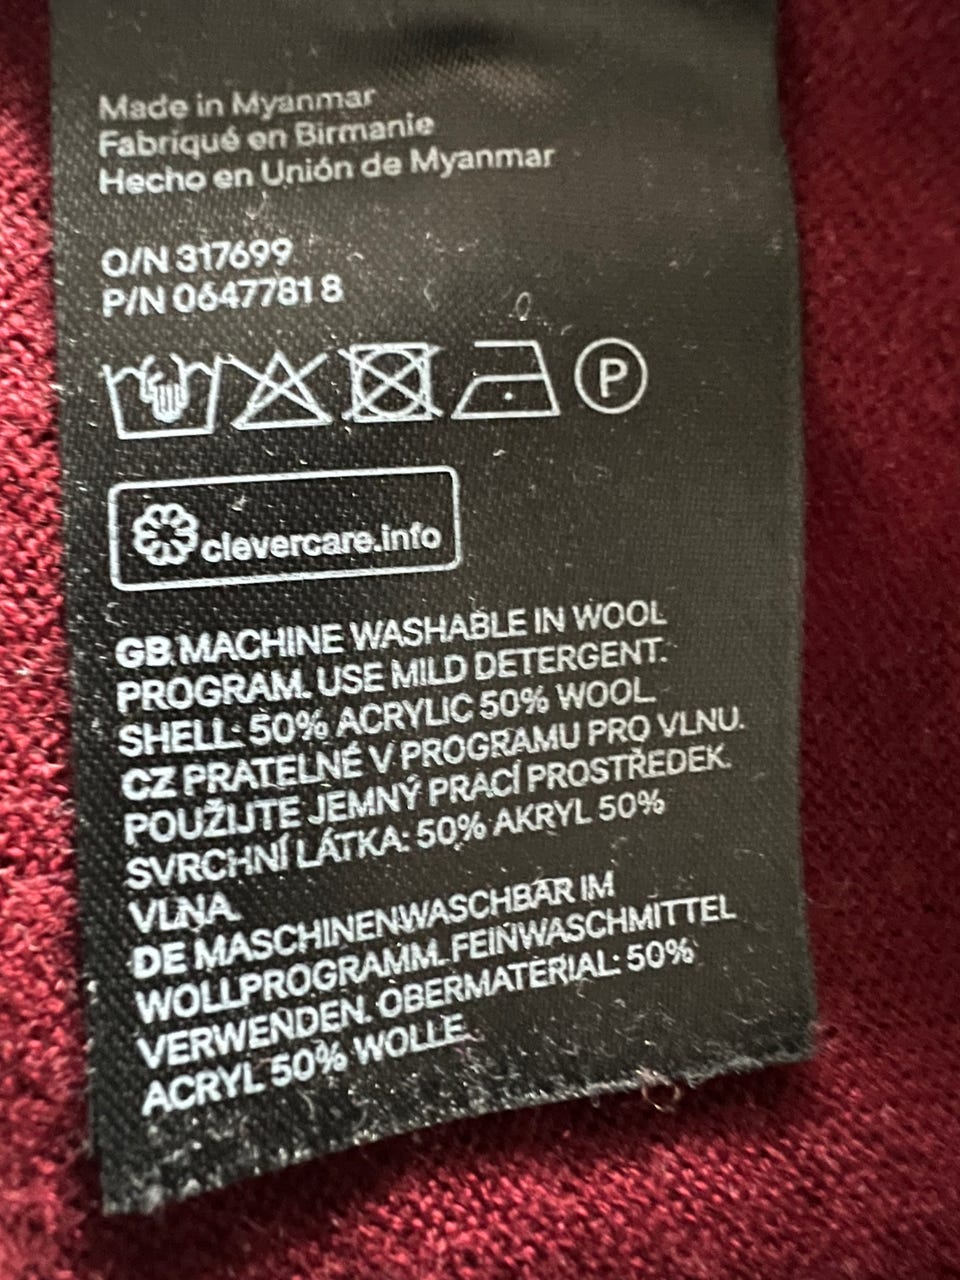 Made in Myanmar
Fabriqué en Birmanie
Hecho en Unión de Myanmar
O/N 317699
P/N 0647781 8
P
clevercare.info
GB MACHINE WASHABLE IN WOOL
PROGRAM. USE MILD DETERGENT.
SHELL: 50% ACRYLIC 50% WOOL
CZ PRATELNÉ V PROGRAMU PRO VLNU.
POUŽIJTE JEMNÝ PRACÍ PROSTŘEDEK.
SVRCHNÍ LÁTKA: 50% AKRYL 50%
VLNA
DE MASCHINENWASCHBAR IM
WOLLPROGRAMM. FEINWASCHMITTEL
VERWENDEN. OBERMATERIAL: 50%
ACRYL 50% WOLLE